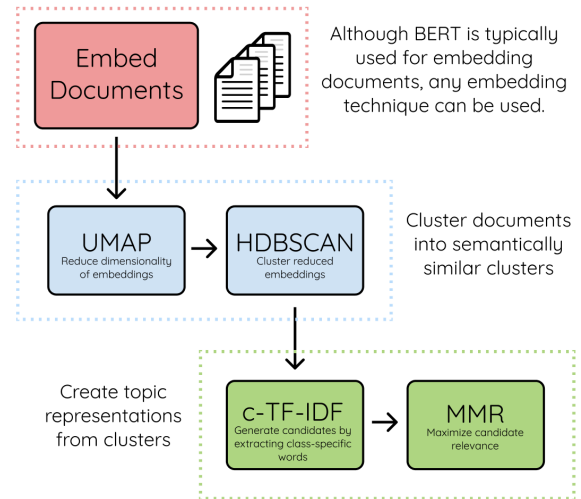 Embed
Documents
Although BERT is typically
used for embedding
documents, any embedding
technique can be used.
UMAP
Reduce dimensionality
of embeddings
HDBSCAN
Cluster reduced
embeddings
Cluster documents
into semantically
similar clusters
Create topic
representations
from clusters
c-TF-IDF
Generate candidates by
extracting class-specific
words
MMR
Maximize candidate
relevance